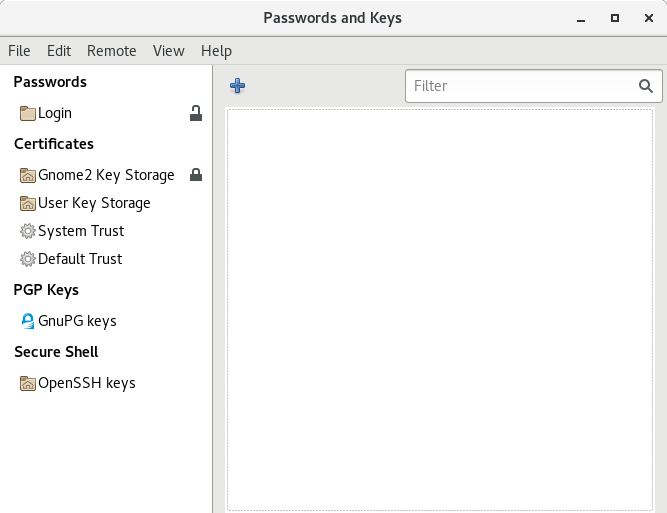 Passwords and Keys
File Edit Remote View Help
Passwords
Login
Certificates
Gnome2 Key Storage
User Key Storage
System Trust
Default Trust
PGP Keys
GnuPG keys
Secure Shell
OpenSSH keys
Filter